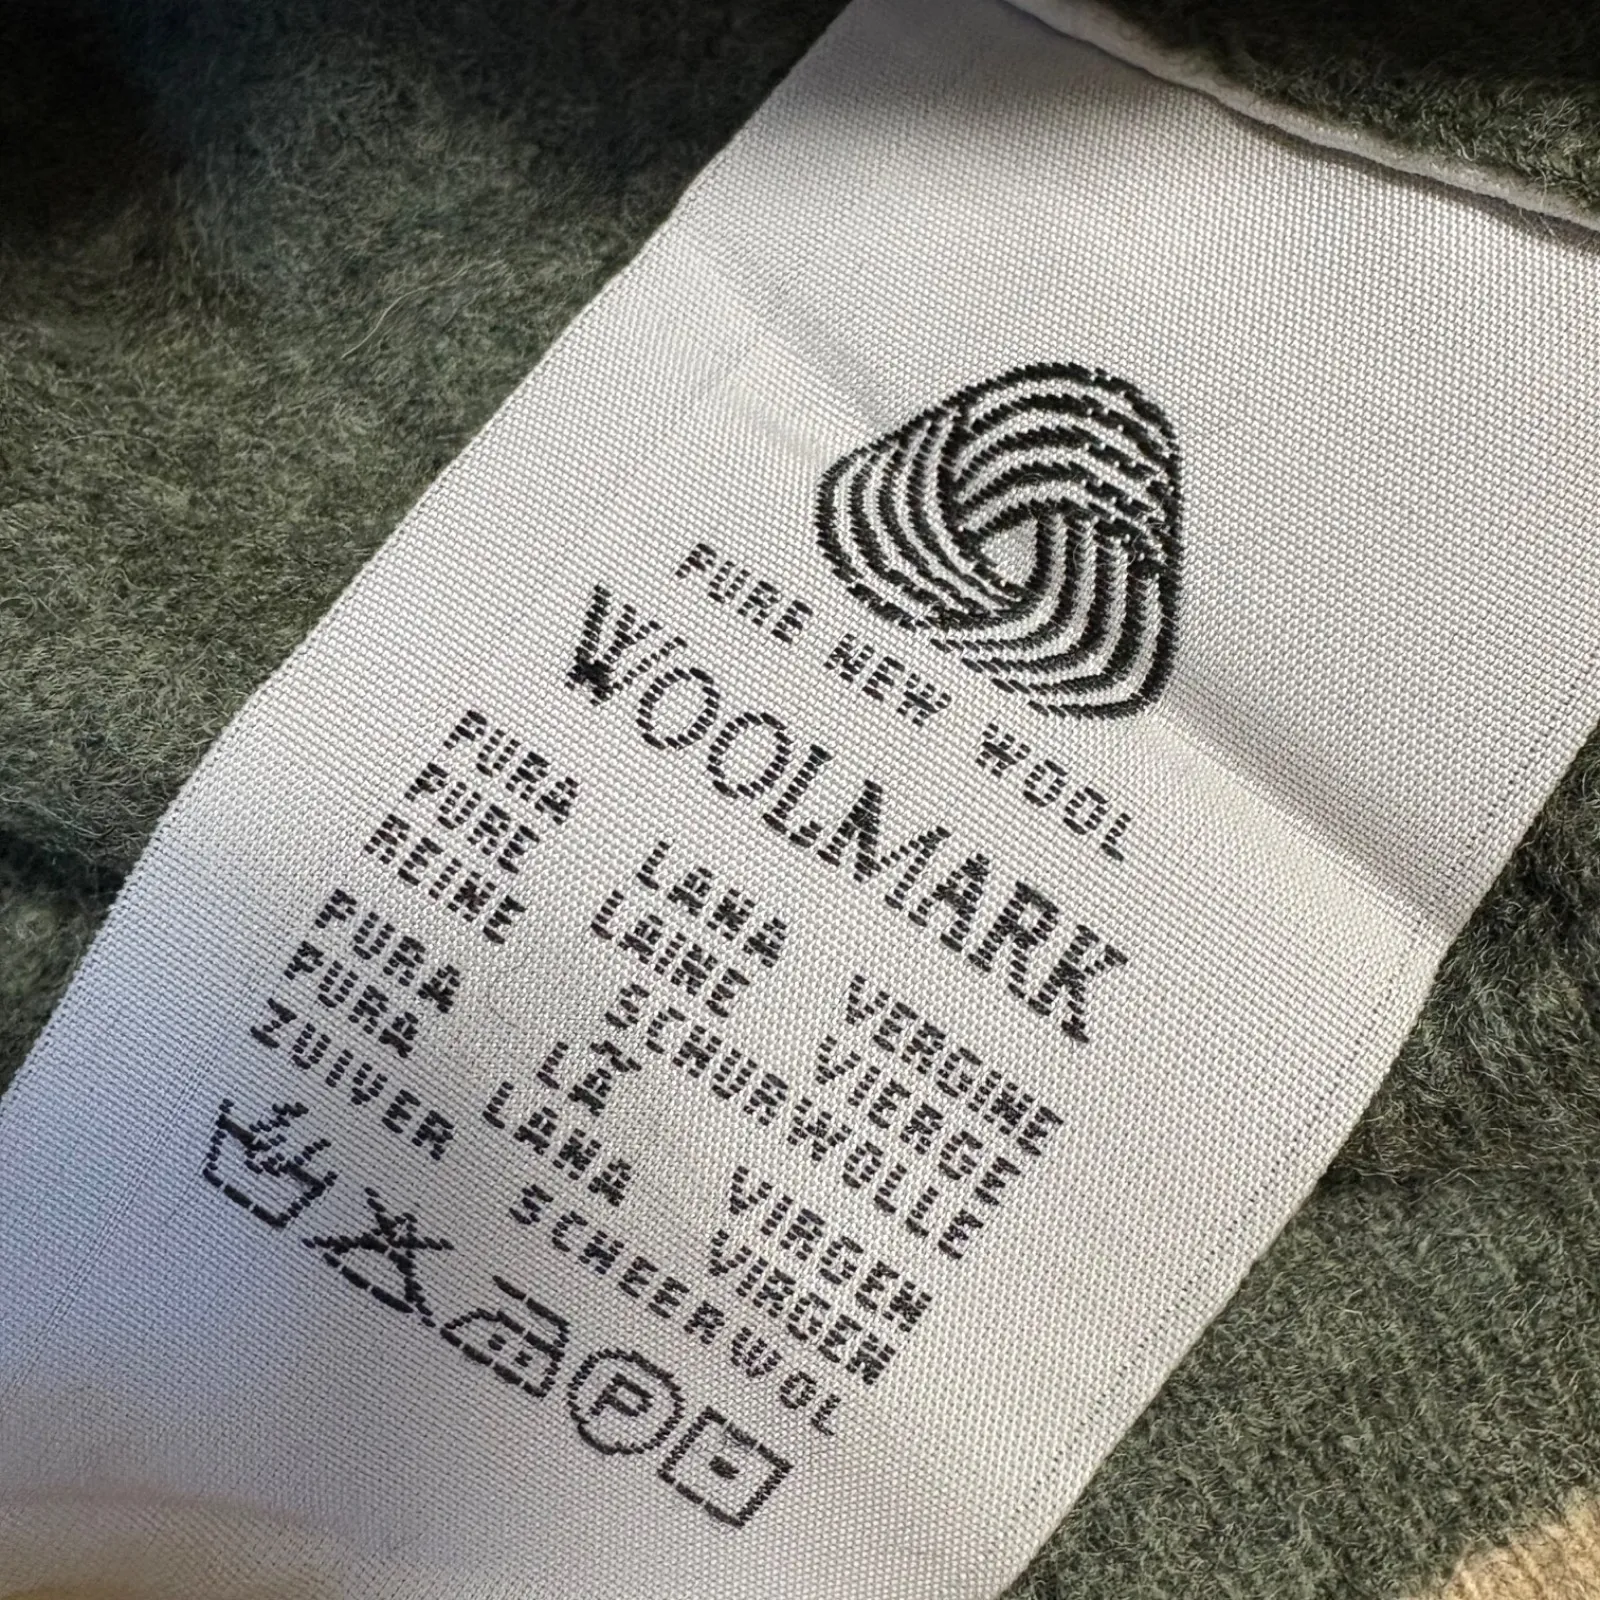 PURE NEW WOOL
WOOLMARK
PURA LANA VERGINE
PURE LAINE VIERGE
REINE SCHURWOLLE
PURA LÃ VIRGEN
PURA LANA VIRGEN
ZUIVER SCHEERWOL
P